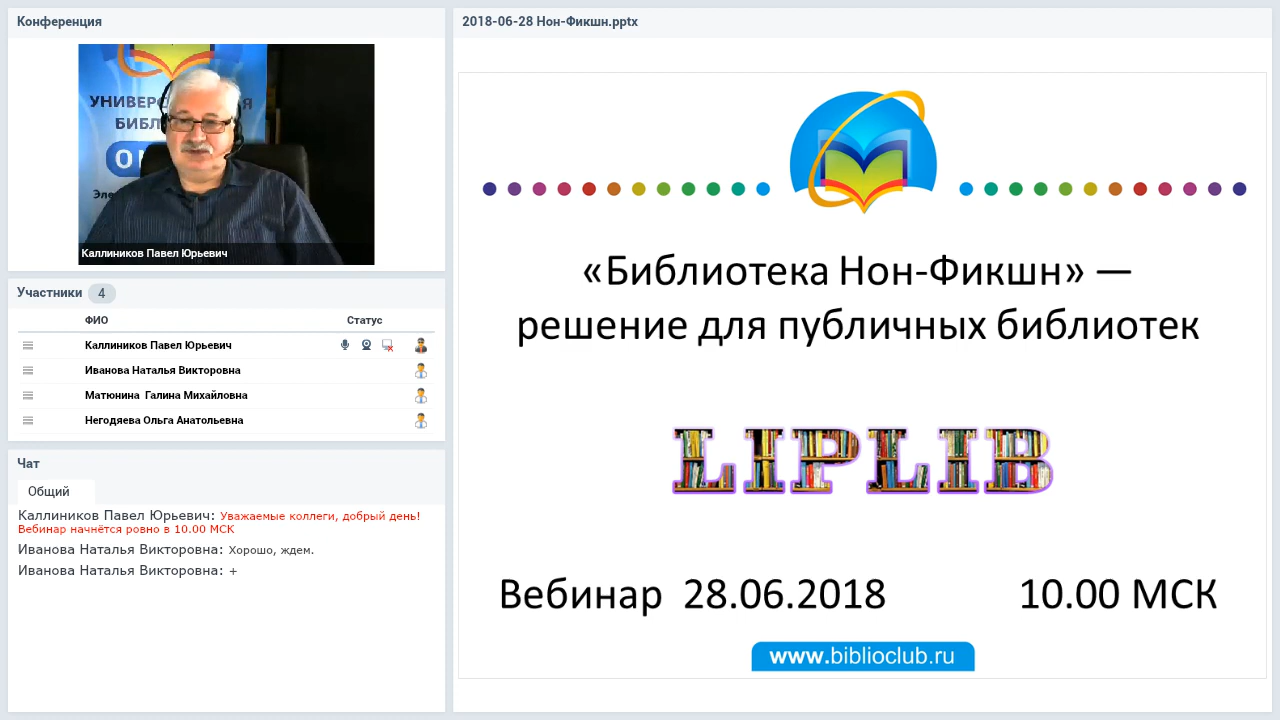 Конференция
УНИВЕРС
АЯ
БИБЛ
Каллиников Павел Юрьевич
Участники 4
ФИО Статус
Каллиников Павел Юрьевич
Иванова Наталья Викторовна
Матюнина Галина Михайловна
Негодяева Ольга Анатольевна
Чат
Общий
Каллиников Павел Юрьевич: Уважаемые коллеги, добрый день!
Вебинар начнётся ровно в 10.00 МСК
Иванова Наталья Викторовна: Хорошо, ждем.
Иванова Наталья Викторовна: +
2018-06-28 Нон-Фикшн.pptx
«Библиотека Нон-Фикшн» —
решение для публичных библиотек
LIPLIB
Вебинар 28.06.2018 10.00 МСК
www.biblioclub.ru